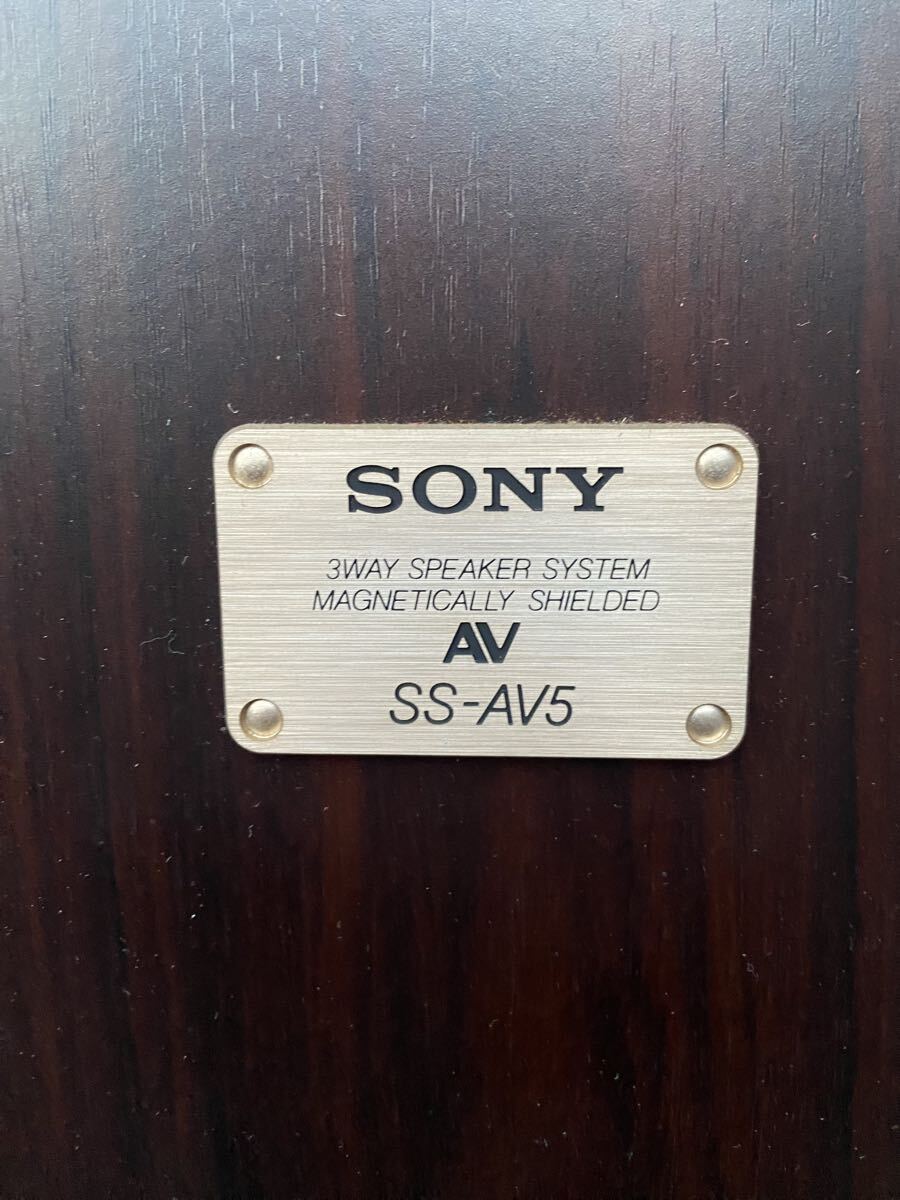 SONY
3WAY SPEAKER SYSTEM
MAGNETICALLY SHIELDED
AV
SS-AV5